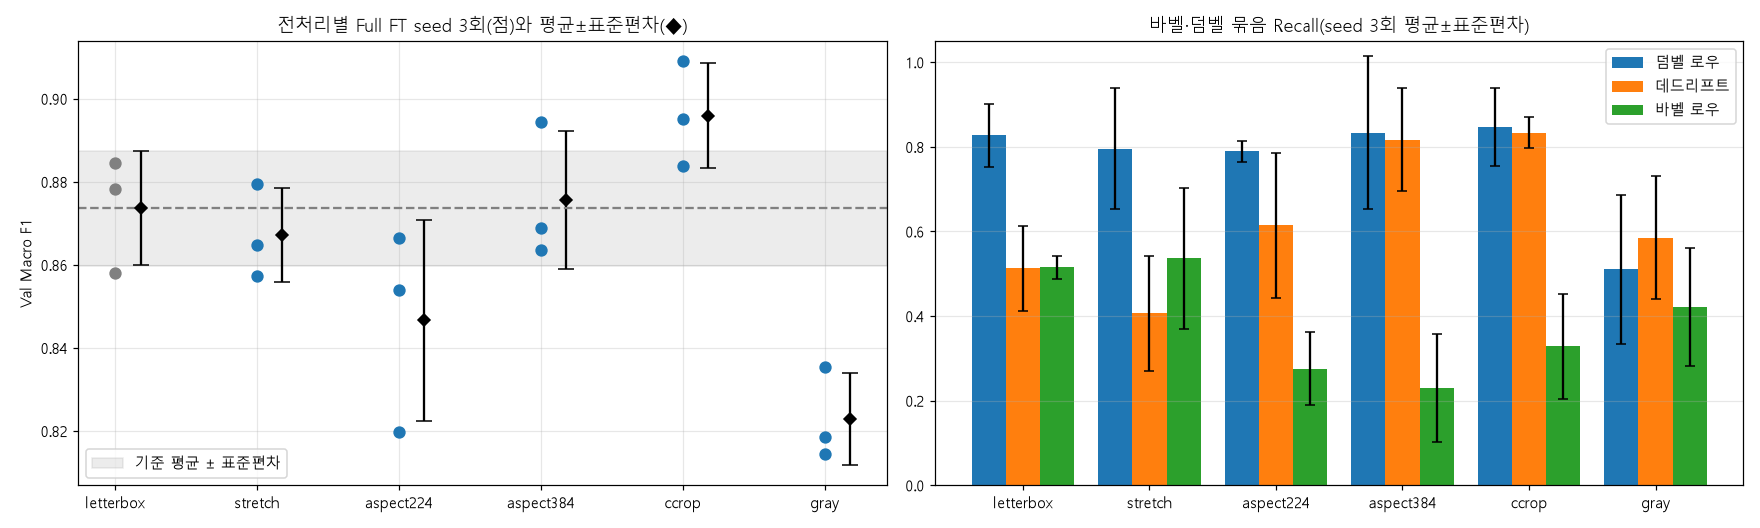 전처리별 Full FT seed 3회(점)와 평균±표준편차(◆)
Val Macro F1
0.90
0.88
0.86
0.84
0.82
기준 평균 ± 표준편차
letterbox
stretch
aspect224
aspect384
ccrop
gray
바벨·덤벨 묶음 Recall(seed 3회 평균±표준편차)
1.0
0.8
0.6
0.4
0.2
0.0
덤벨 로우
데드리프트
바벨 로우
letterbox
stretch
aspect224
aspect384
ccrop
gray